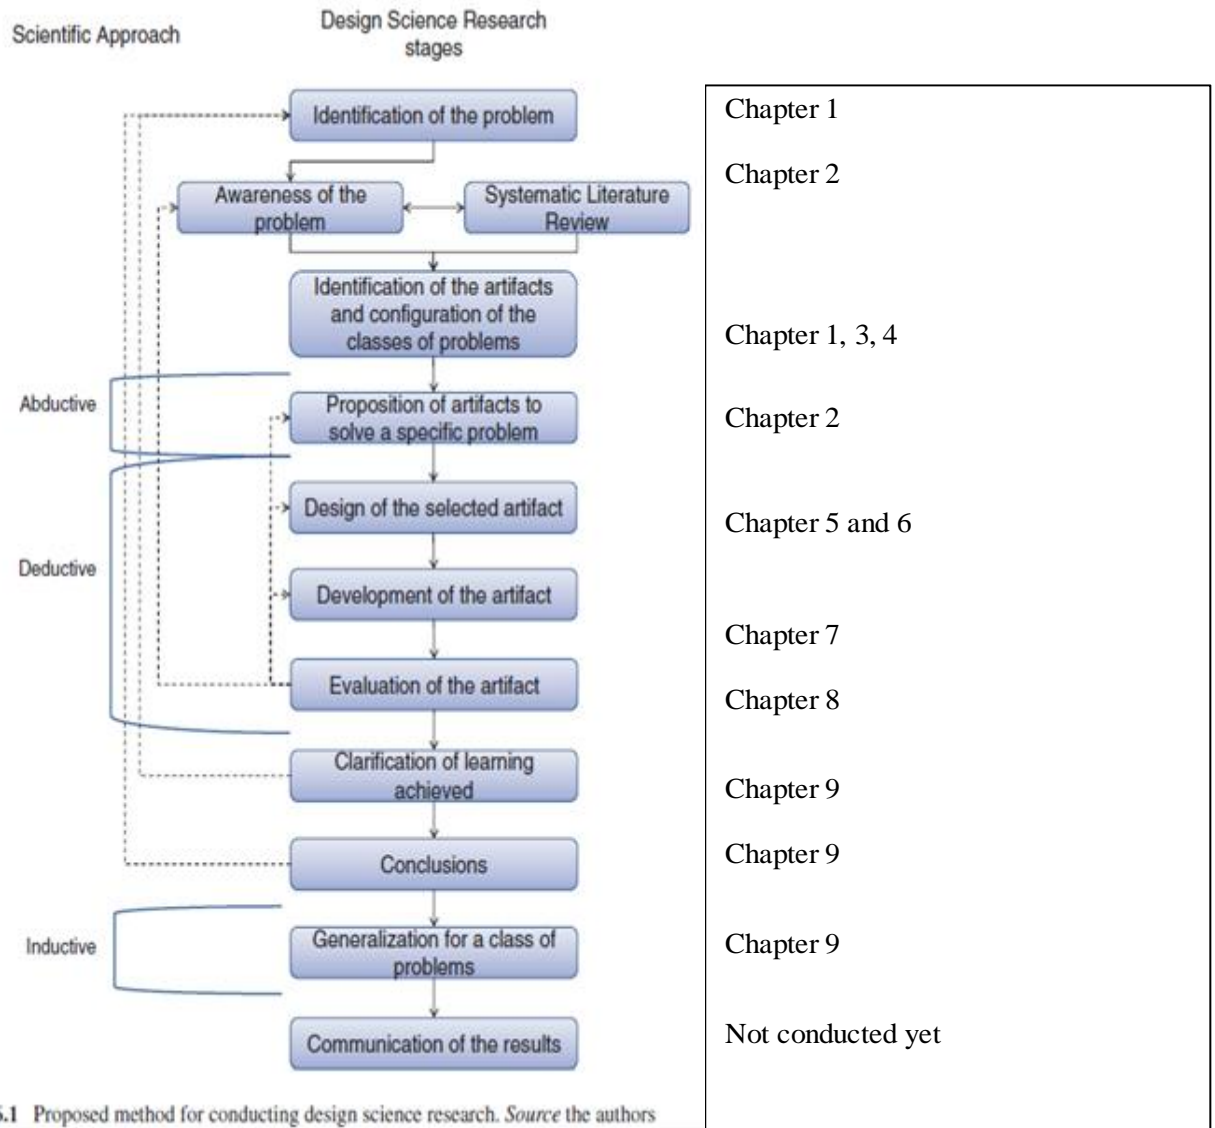 Scientific Approach
Design Science Research
stages
Identification of the problem
Chapter 1
Awareness of the
problem
Systematic Literature
Review
Chapter 2
Identification of the artifacts
and configuration of the
classes of problems
Chapter 1, 3, 4
Abductive
Proposition of artifacts to
solve a specific problem
Chapter 2
Design of the selected artifact
Chapter 5 and 6
Deductive
Development of the artifact
Chapter 7
Evaluation of the artifact
Chapter 8
Clarification of learning
achieved
Chapter 9
Conclusions
Chapter 9
Inductive
Generalization for a class of
problems
Chapter 9
Communication of the results
Not conducted yet
6.1 Proposed method for conducting design science research. Source the authors